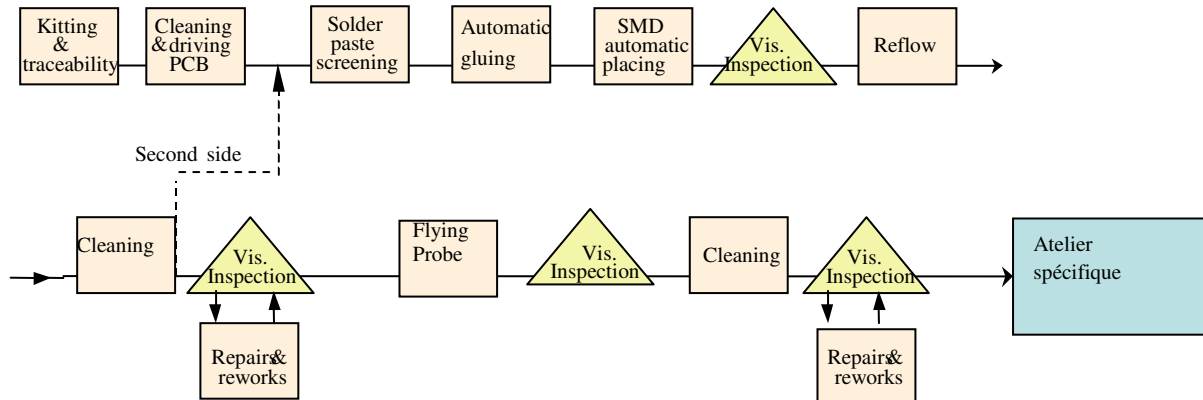 Kitting
&
traceability
Cleaning
& driving
PCB
Solder
paste
screening
Automatic
gluing
SMD
automatic
placing
Vis.
Inspection
Reflow
Second side
Cleaning
Vis.
Inspection
Flying
Probe
Vis.
Inspection
Cleaning
Vis.
Inspection
Atelier
spécifique
Repairs&
reworks
Repairs&
reworks